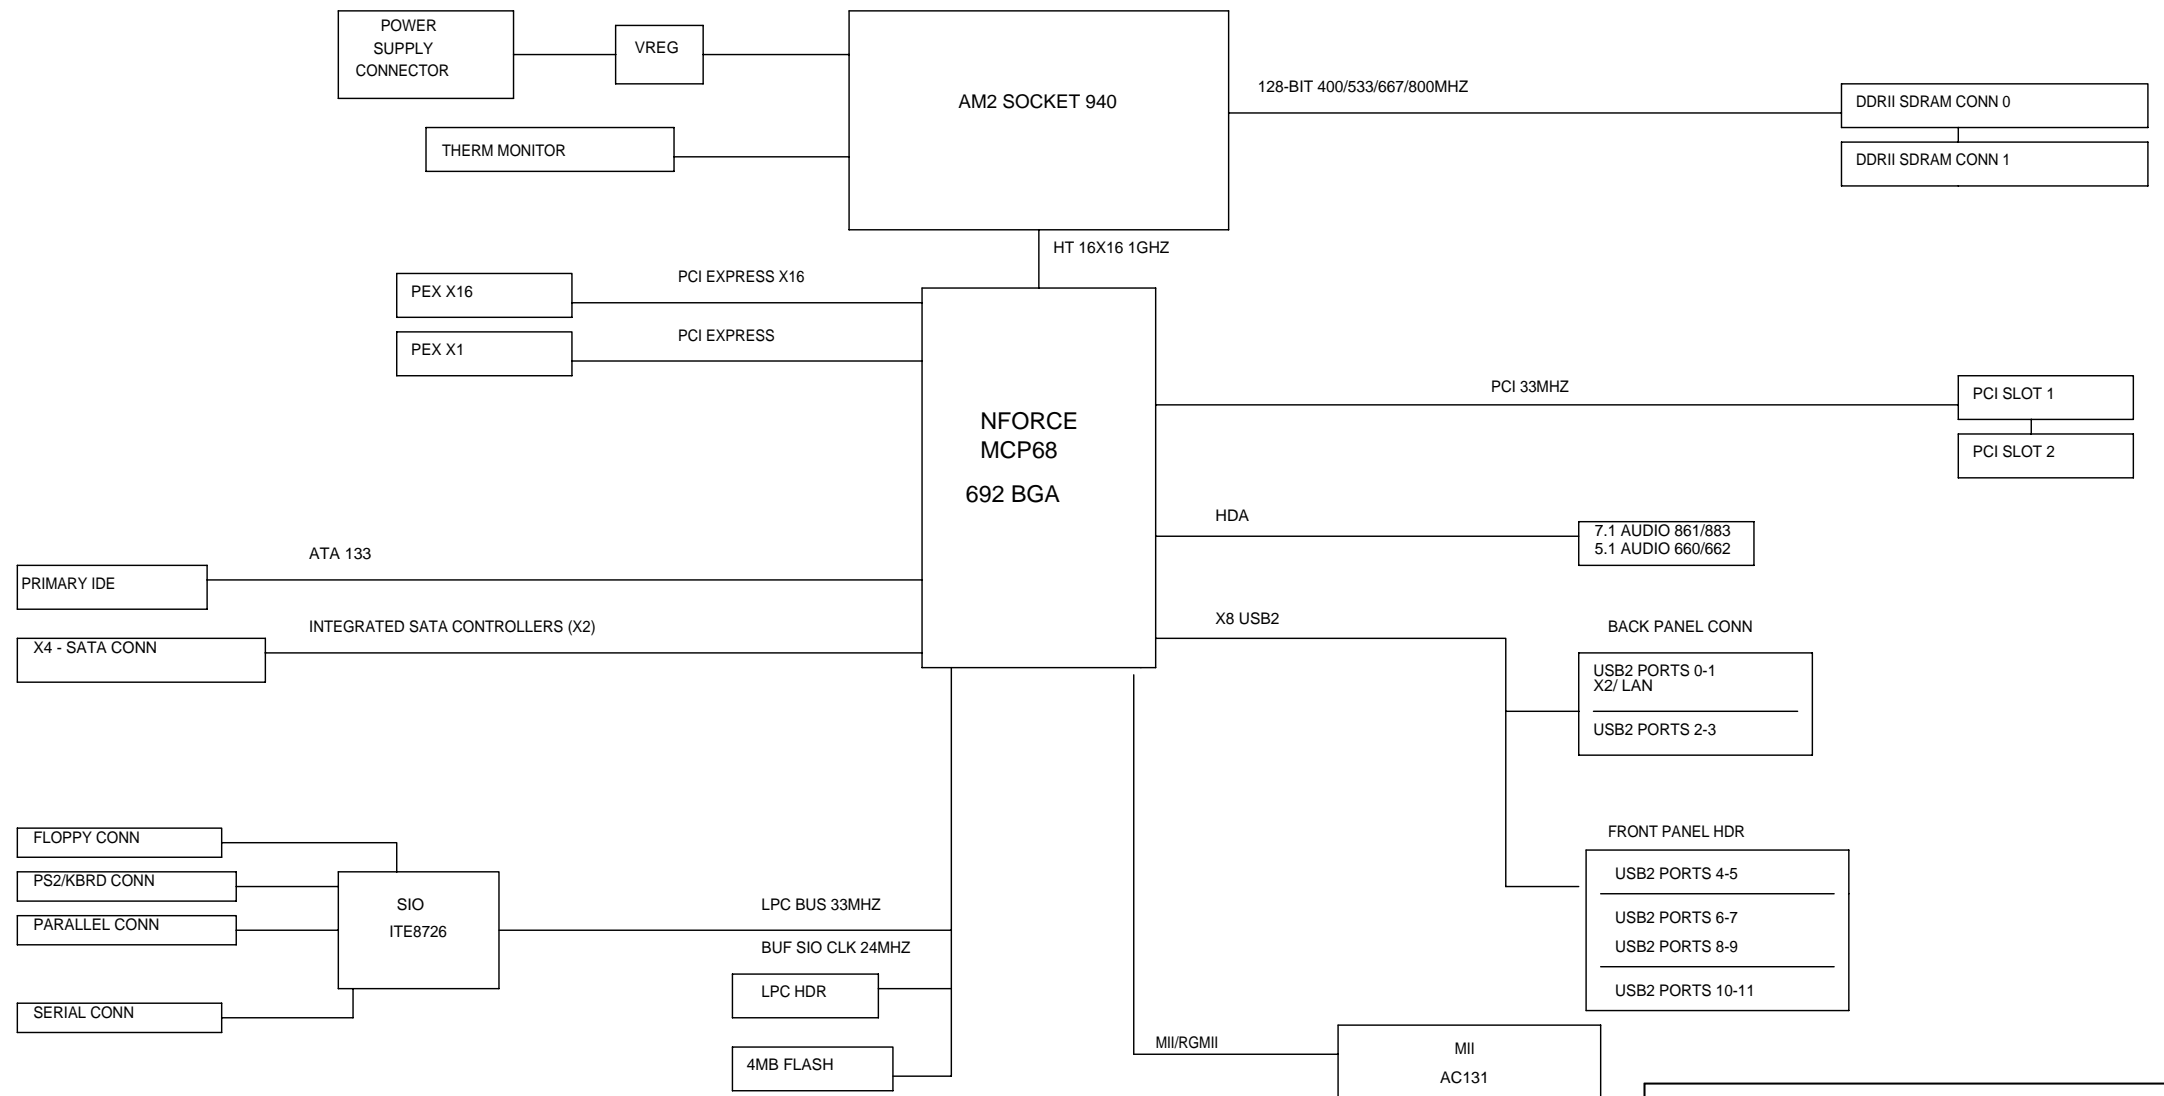 POWER
SUPPLY
CONNECTOR
VREG
AM2 SOCKET 940
128-BIT 400/533/667/800MHZ
DDRII SDRAM CONN 0
DDRII SDRAM CONN 1
THERM MONITOR
HT 16X16 1GHZ
PEX X16
PCI EXPRESS X16
PEX X1
PCI EXPRESS
NFORCE
MCP68
692 BGA
PCI 33MHZ
PCI SLOT 1
PCI SLOT 2
HDA
7.1 AUDIO 861/883
5.1 AUDIO 660/662
ATA 133
PRIMARY IDE
INTEGRATED SATA CONTROLLERS (X2)
X4 - SATA CONN
X8 USB2
BACK PANEL CONN
USB2 PORTS 0-1
X2/ LAN
USB2 PORTS 2-3
FRONT PANEL HDR
USB2 PORTS 4-5
USB2 PORTS 6-7
USB2 PORTS 8-9
USB2 PORTS 10-11
FLOPPY CONN
PS2/KBRD CONN
PARALLEL CONN
SERIAL CONN
SIO
ITE8726
LPC BUS 33MHZ
BUF SIO CLK 24MHZ
LPC HDR
4MB FLASH
MII/RGMII
MII
AC131